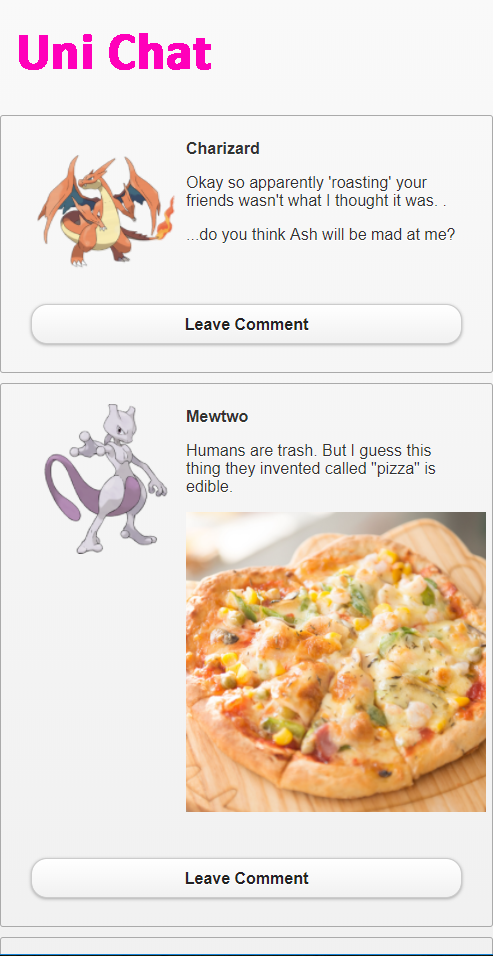 Uni Chat
Charizard
Okay so apparently 'roasting' your
friends wasn't what I thought it was. .
...do you think Ash will be mad at me?
Leave Comment
Mewtwo
Humans are trash. But I guess this
thing they invented called "pizza" is
edible.
Leave Comment